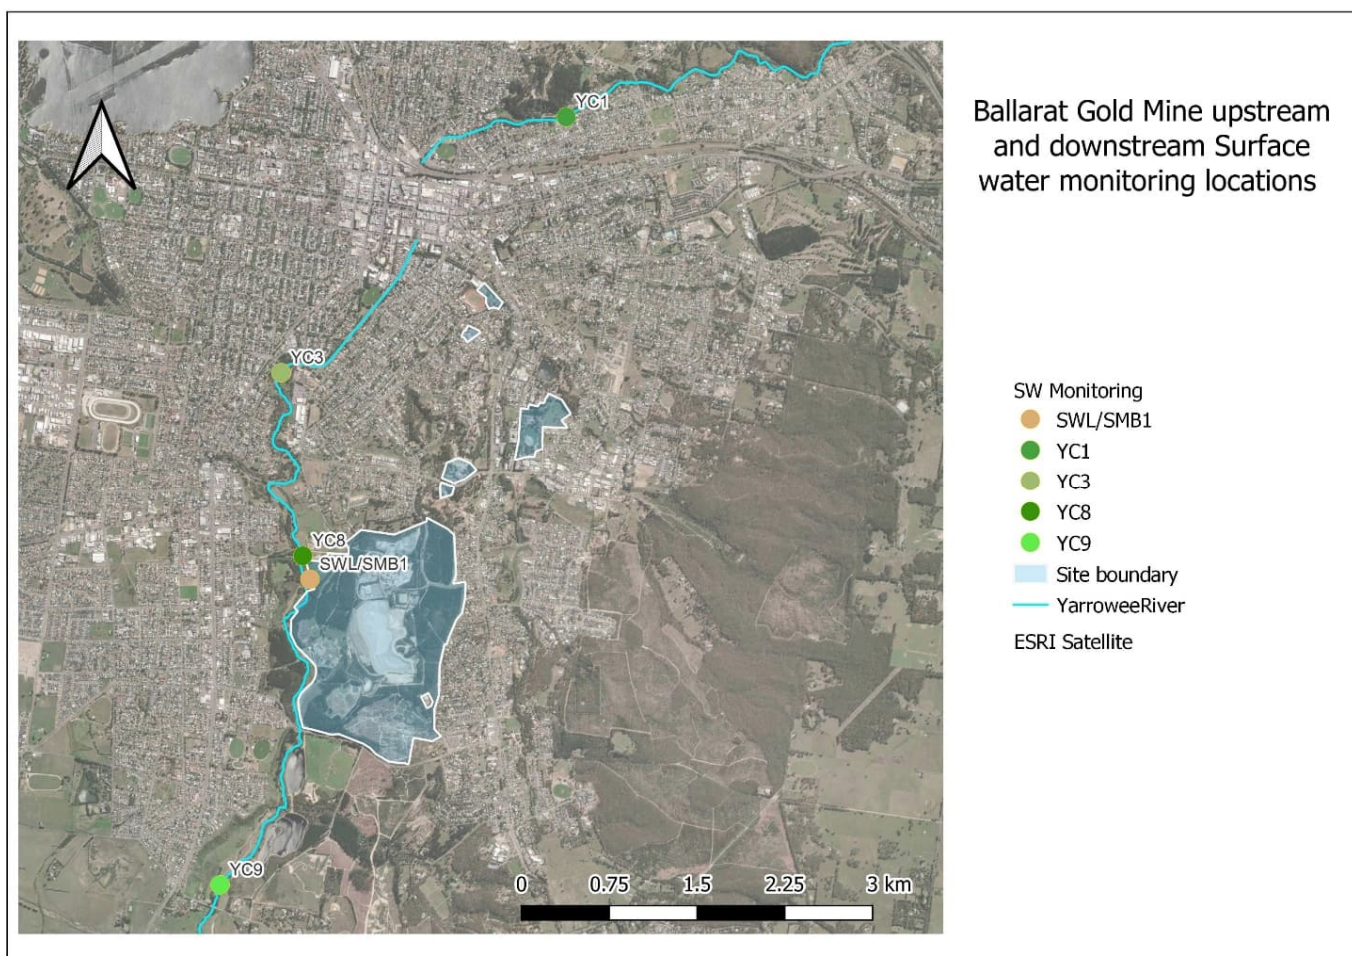 Ballarat Gold Mine upstream
and downstream Surface
water monitoring locations
YC1
YC3
YC8
SWL/SMB1
YC9
0 0.75 1.5 2.25 3 km
SW Monitoring
SWL/SMB1
YC1
YC3
YC8
YC9
Site boundary
YarroweeRiver
ESRI Satellite